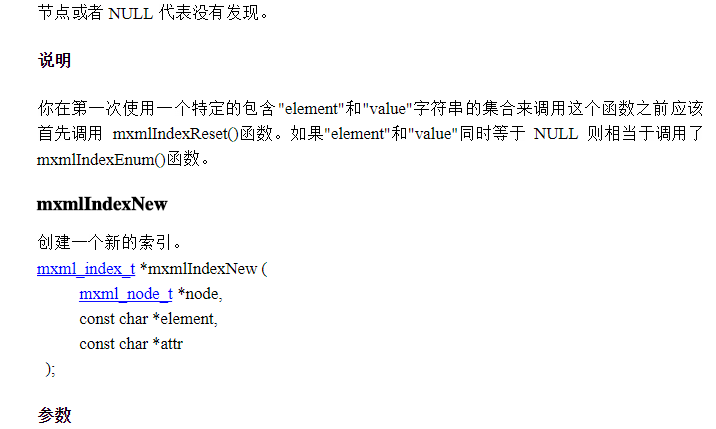 节点或者 NULL 代表没有发现。
说明
你在第一次使用一个特定的包含"element"和"value"字符串的集合来调用这个函数之前应该
首先调用 mxmlIndexReset()函数。如果"element"和"value"同时等于 NULL 则相当于调用了
mxmlIndexEnum()函数。
mxmlIndexNew
创建一个新的索引。
mxml_index_t *mxmlIndexNew (
mxml_node_t *node,
const char *element,
const char *attr
);
参数